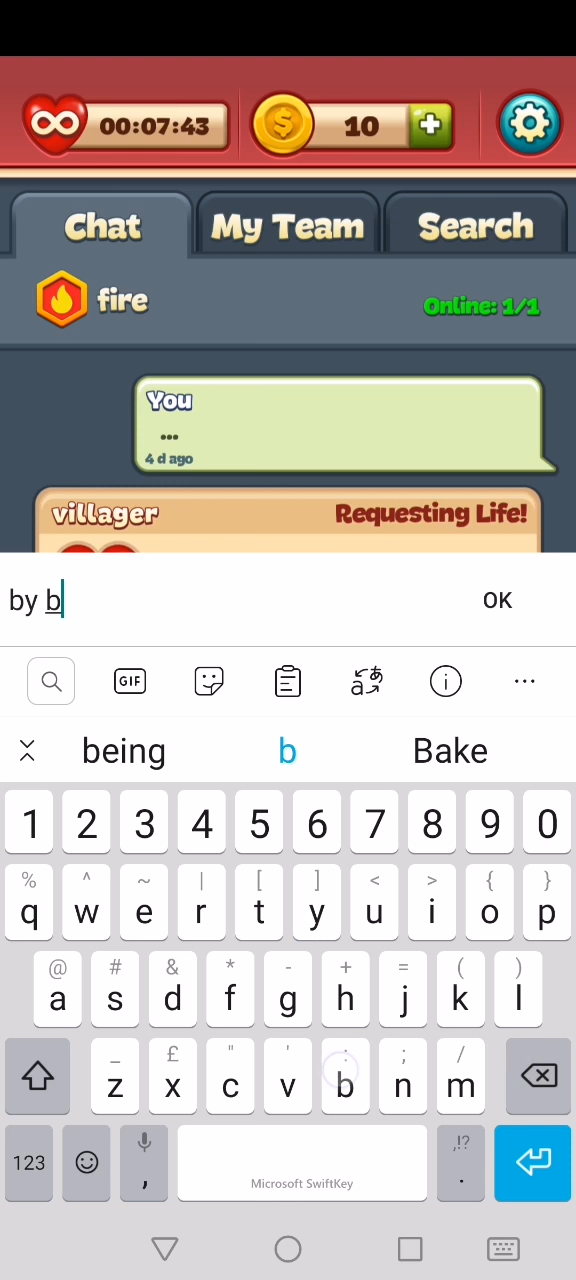 00:07:43 10
Chat My Team Search
fire Online: 1/1
You
...
4 d ago
villager Requesting Life!
by b OK
GIF
being b Bake
1 2 3 4 5 6 7 8 9 0
% ^ ~ | [ ] < > { }
q w e r t y u i o p
@ # & * - + = ( )
a s d f g h j k l
_ £ " ' : ; /
z x c v b n m
,!?
123 , Microsoft SwiftKey .